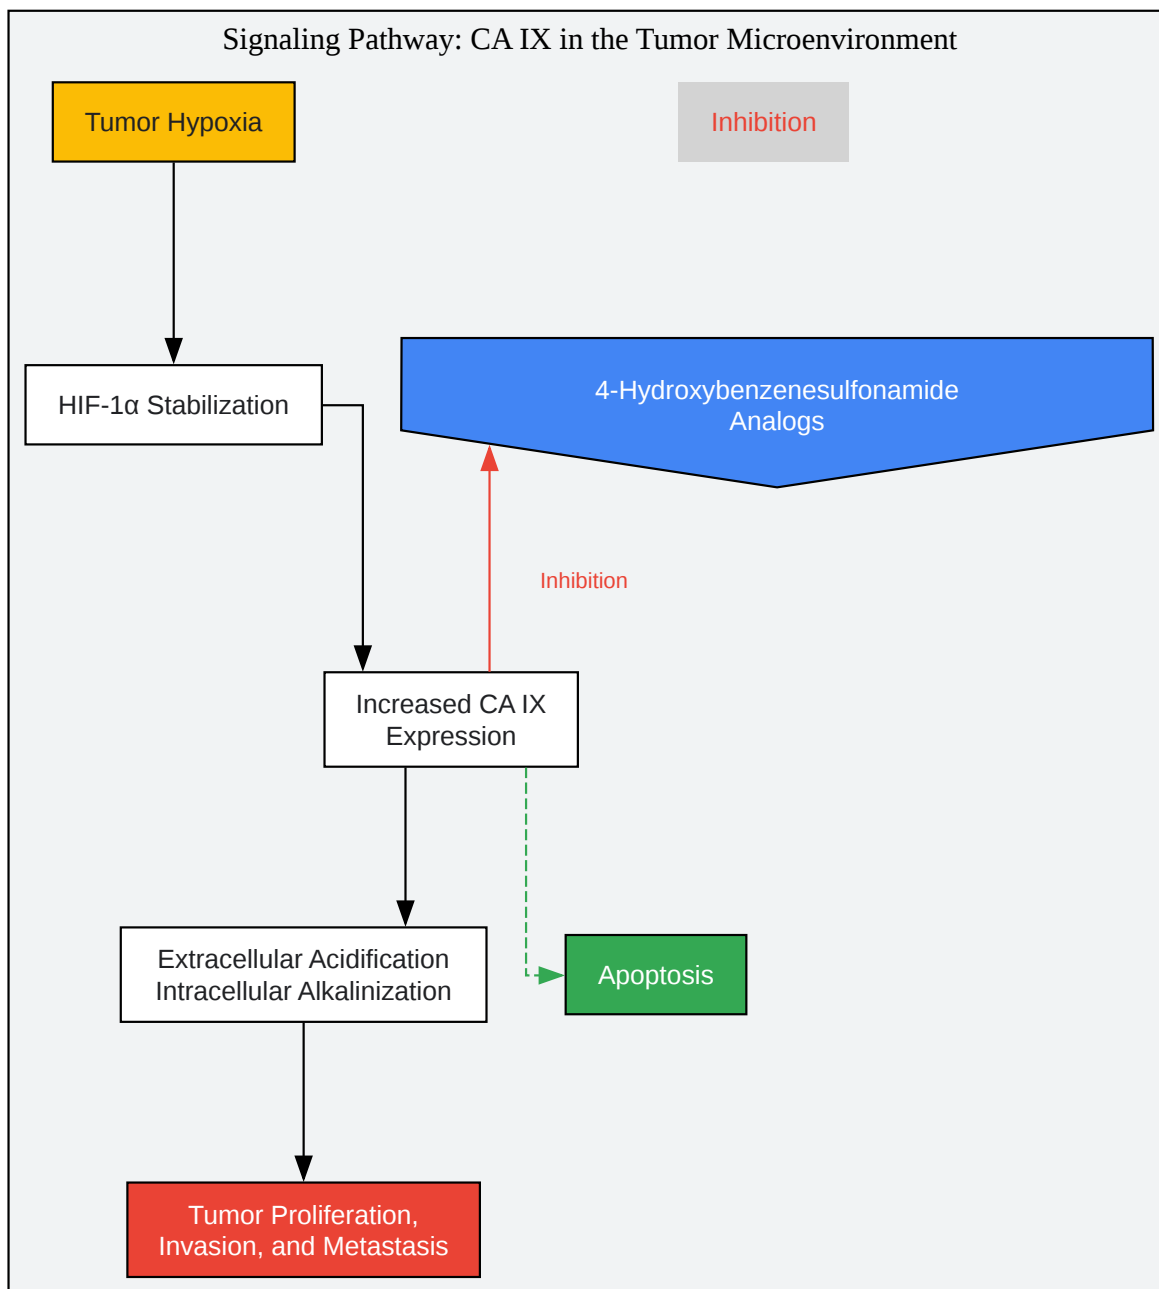 Signaling Pathway: CA IX in the Tumor Microenvironment
Tumor Hypoxia
Inhibition
HIF-1α Stabilization
4-Hydroxybenzenesulfonamide
Analogs
Inhibition
Increased CA IX
Expression
Extracellular Acidification
Intracellular Alkalinization
Apoptosis
Tumor Proliferation,
Invasion, and Metastasis